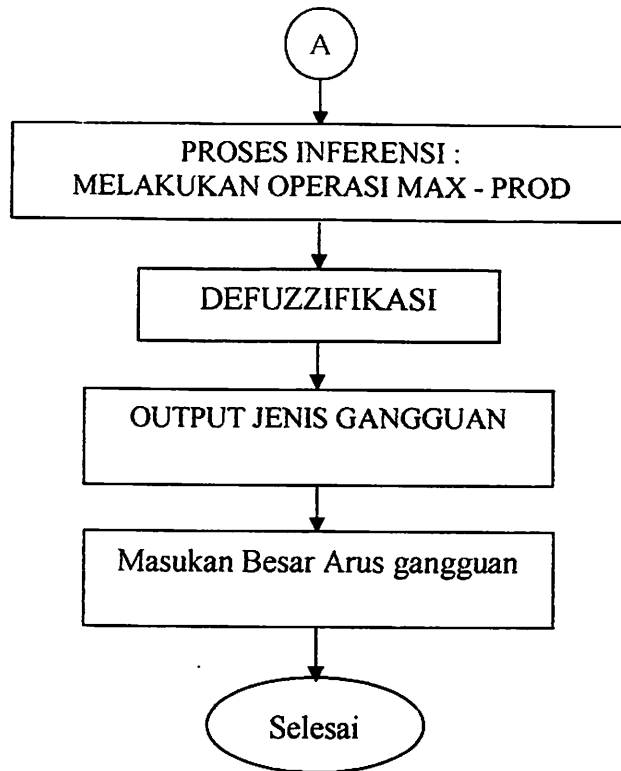 A
PROSES INFERENSI :
MELAKUKAN OPERASI MAX - PROD
DEFUZZIFIKASI
OUTPUT JENIS GANGGUAN
Masukan Besar Arus gangguan
Selesai